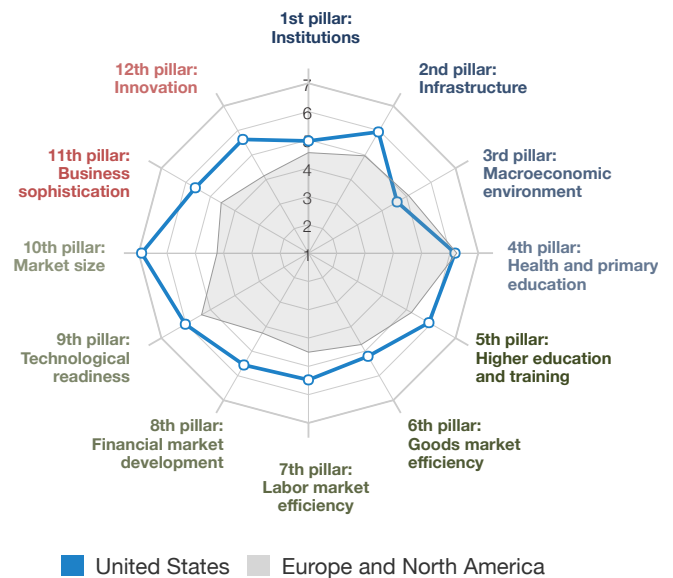 1st pillar:
Institutions
2nd pillar:
Infrastructure
3rd pillar:
Macroeconomic
environment
4th pillar:
Health and primary
education
5th pillar:
Higher education
and training
6th pillar:
Goods market
efficiency
7th pillar:
Labor market
efficiency
8th pillar:
Financial market
development
9th pillar:
Technological
readiness
10th pillar:
Market size
11th pillar:
Business
sophistication
12th pillar:
Innovation
7
6
4
3
2
1
United States
Europe and North America